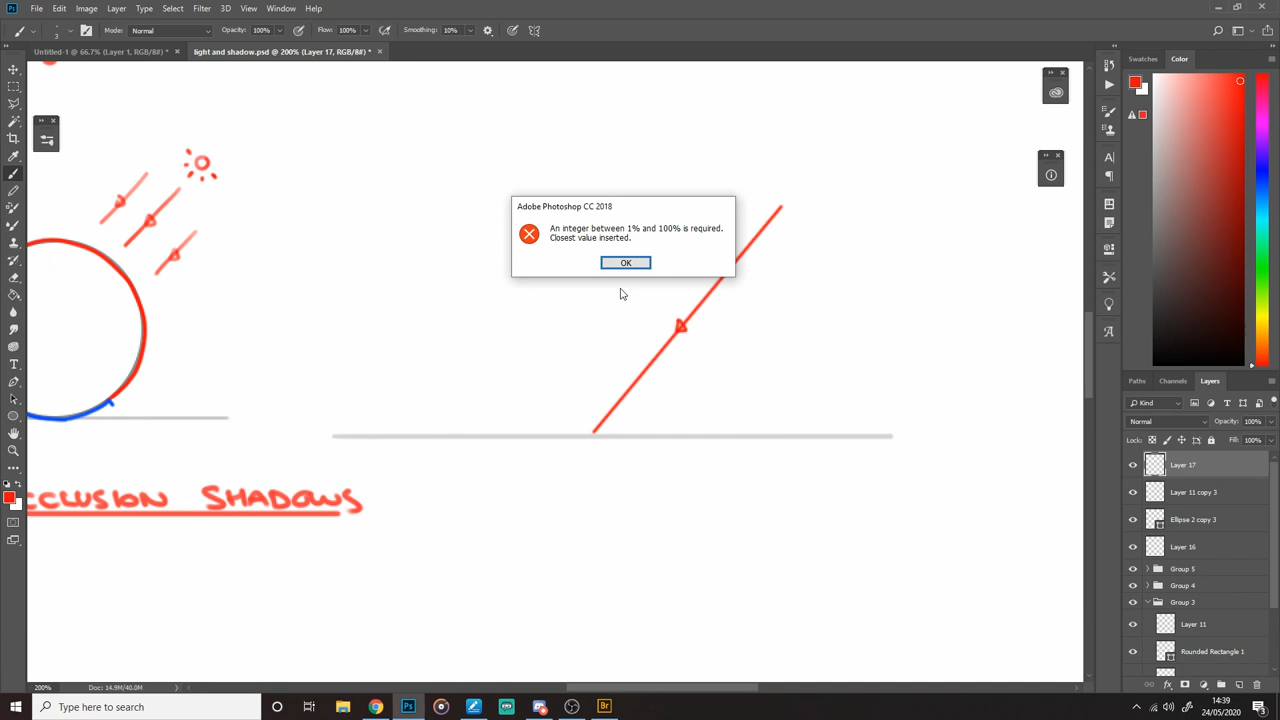 Ps File Edit Image Layer Type Select Filter 3D View Window Help
3 Mode: Normal Opacity: 100% Flow: 100% Smoothing: 10%
Untitled-1 @ 66.7% (Layer 1, RGB/8#) * × light and shadow.psd @ 200% (Layer 17, RGB/8#) * ×
Swatches Color
Adobe Photoshop CC 2018
An integer between 1% and 100% is required.
Closest value inserted.
OK
CCLUSION SHADOWS
Paths Channels Layers
Kind
Normal Opacity: 100%
Lock: Fill: 100%
Layer 17
Layer 11 copy 3
Ellipse 2 copy 3
Layer 16
Group 5
Group 4
Group 3
Layer 11
Rounded Rectangle 1
200% Doc: 14.9M/40.0M
Type here to search
Ps Br
14:39
24/05/2020